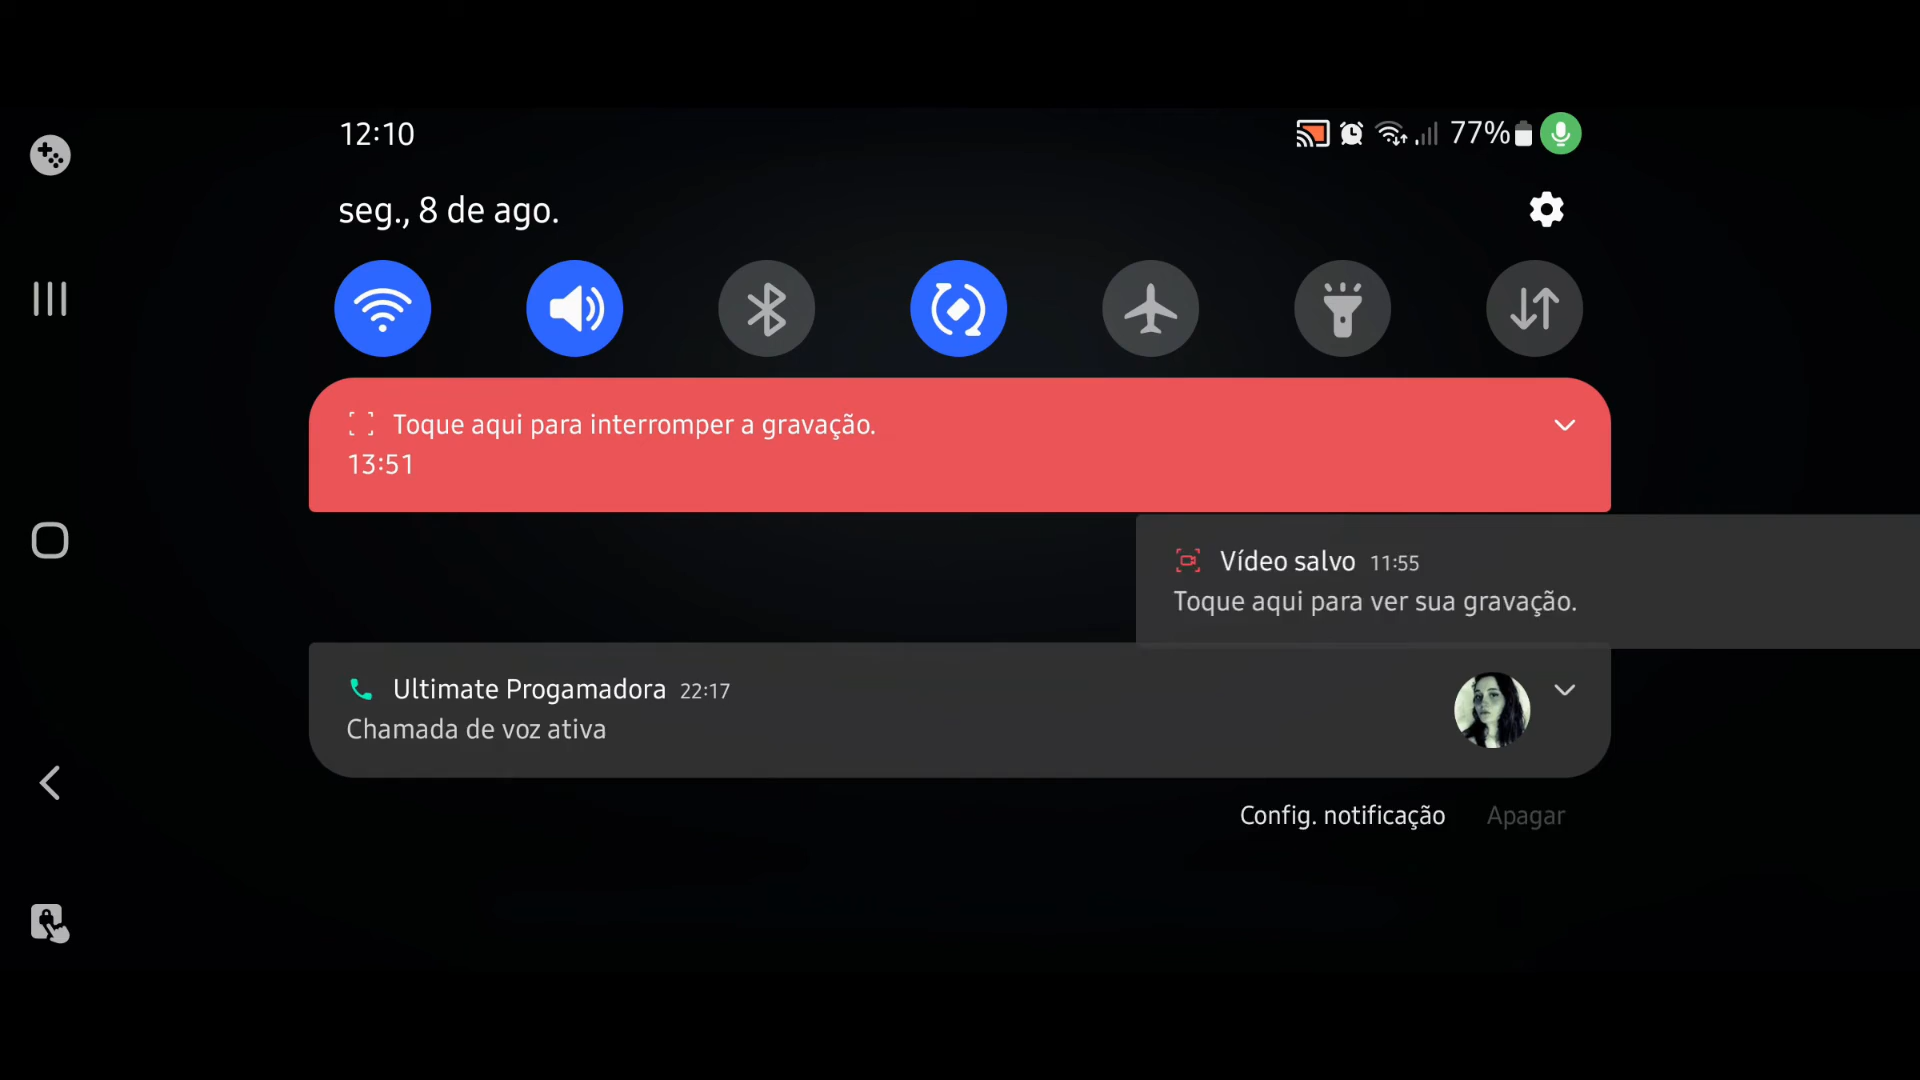 12:10
77%
seg., 8 de ago.
Toque aqui para interromper a gravação.
13:51
Vídeo salvo 11:55
Toque aqui para ver sua gravação.
Ultimate Progamadora 22:17
Chamada de voz ativa
Config. notificação Apagar